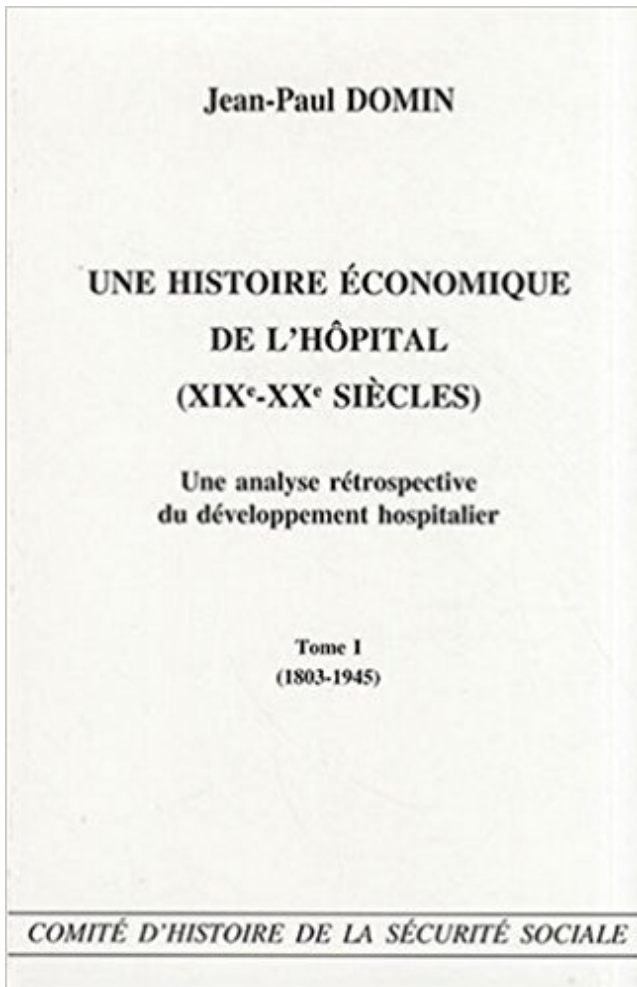 Jean-Paul DOMIN
UNE HISTOIRE ÉCONOMIQUE
DE L'HÔPITAL
(XIXᵉ-XXᵉ SIÈCLES)
Une analyse rétrospective
du développement hospitalier
Tome I
(1803-1945)
COMITÉ D'HISTOIRE DE LA SÉCURITÉ SOCIALE